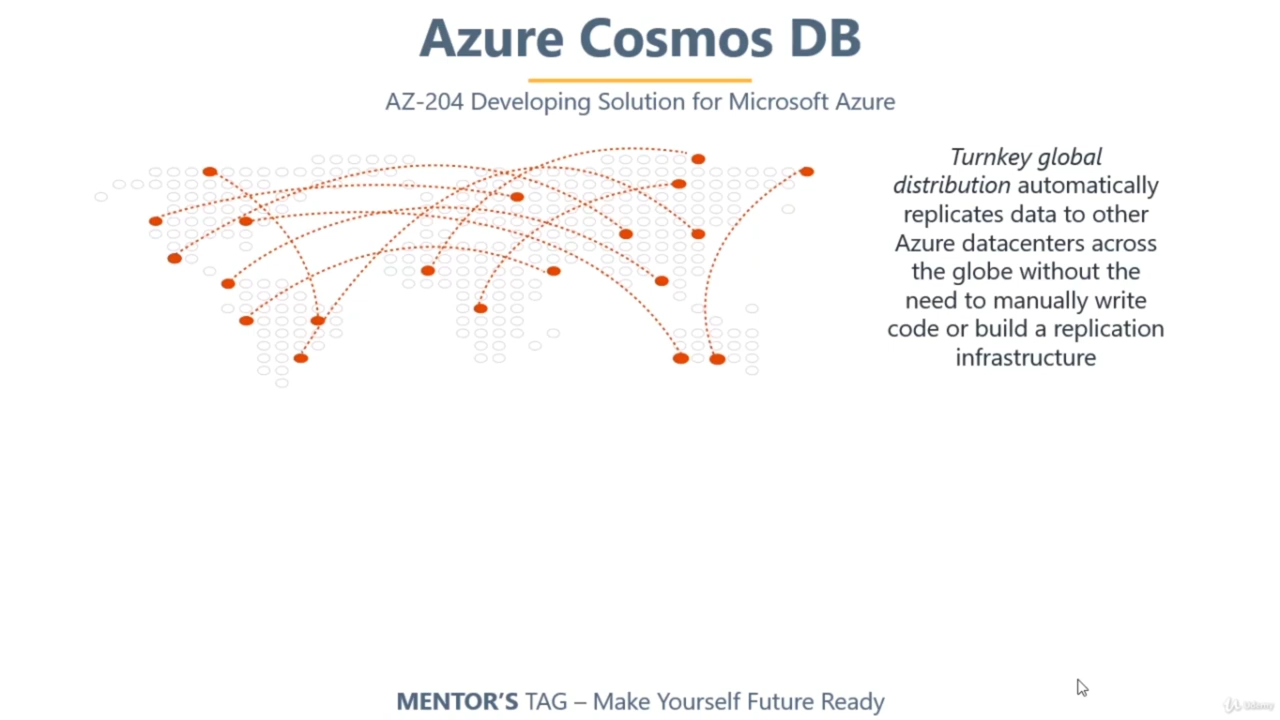 Azure Cosmos DB
AZ-204 Developing Solution for Microsoft Azure
Turnkey global
distribution automatically
replicates data to other
Azure datacenters across
the globe without the
need to manually write
code or build a replication
infrastructure
MENTOR'S TAG – Make Yourself Future Ready
Udemy